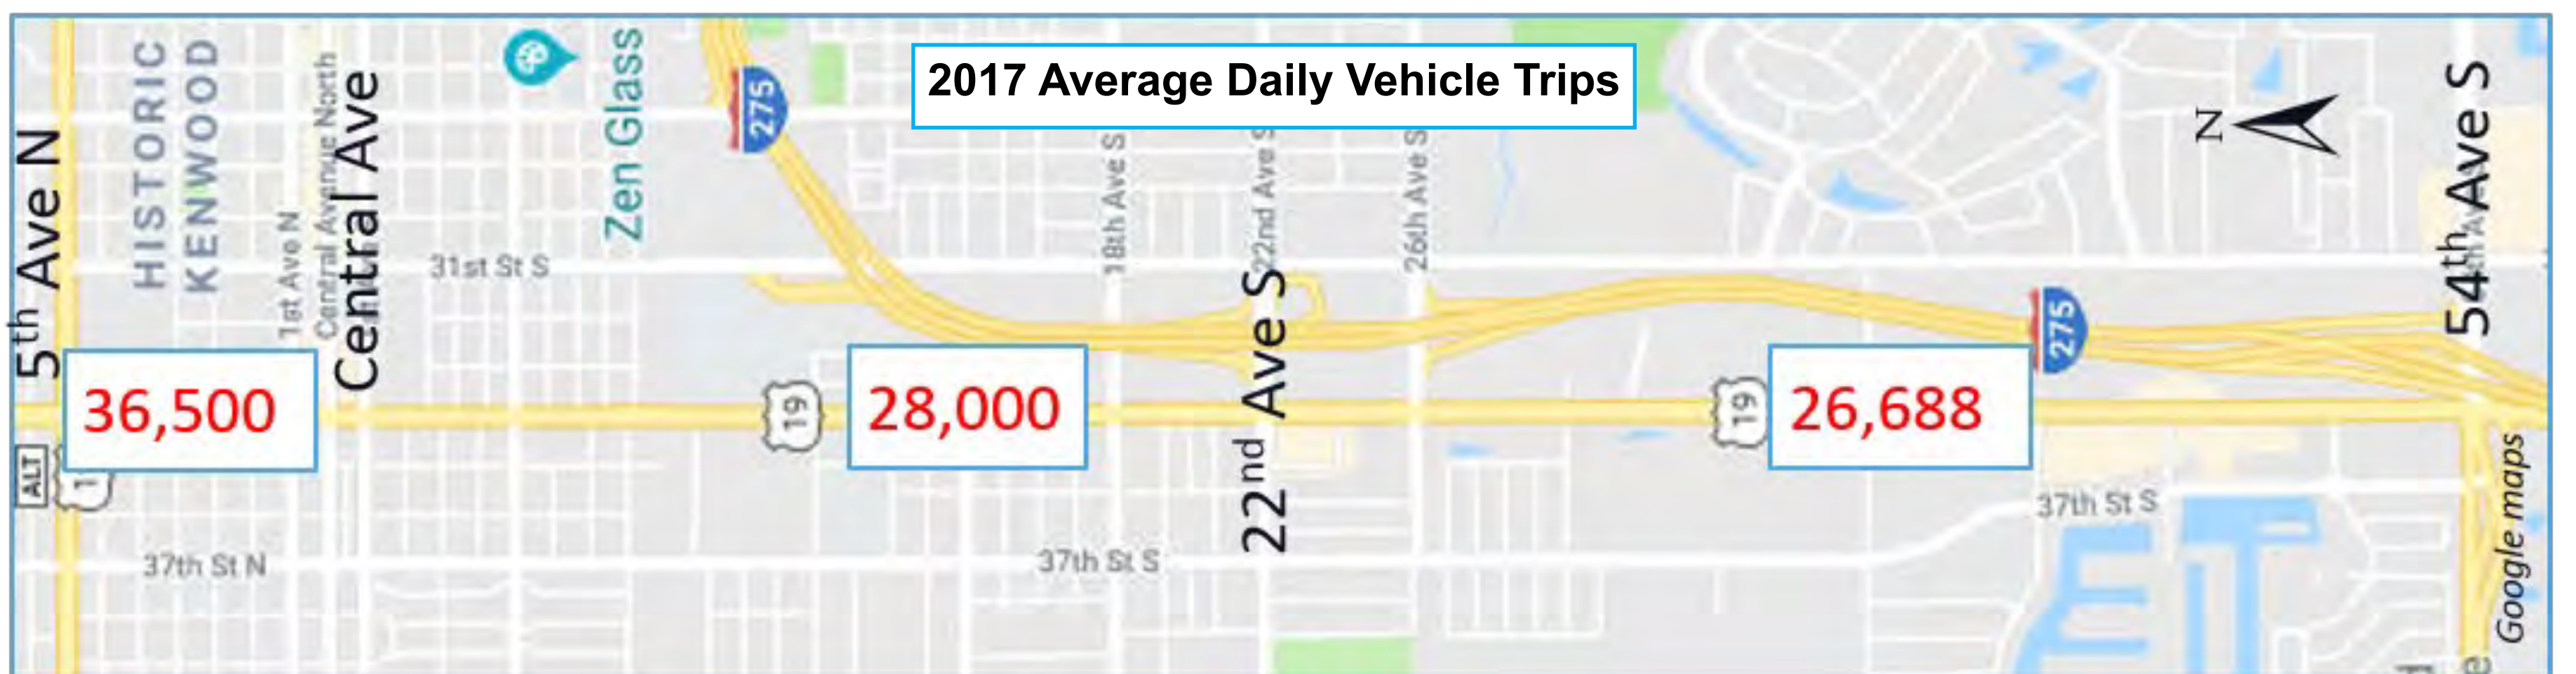 2017 Average Daily Vehicle Trips
5th Ave N
HISTORIC
KENWOOD
1st Ave N
Central Avenue North
Central Ave
31st St S
Zen Glass
275
18th Ave S
22nd Ave S
26th Ave S
22nd Ave S
N
54th Ave S
275
36,500
19
28,000
19
26,688
ALT
1
37th St N
37th St S
37th St S
Google maps